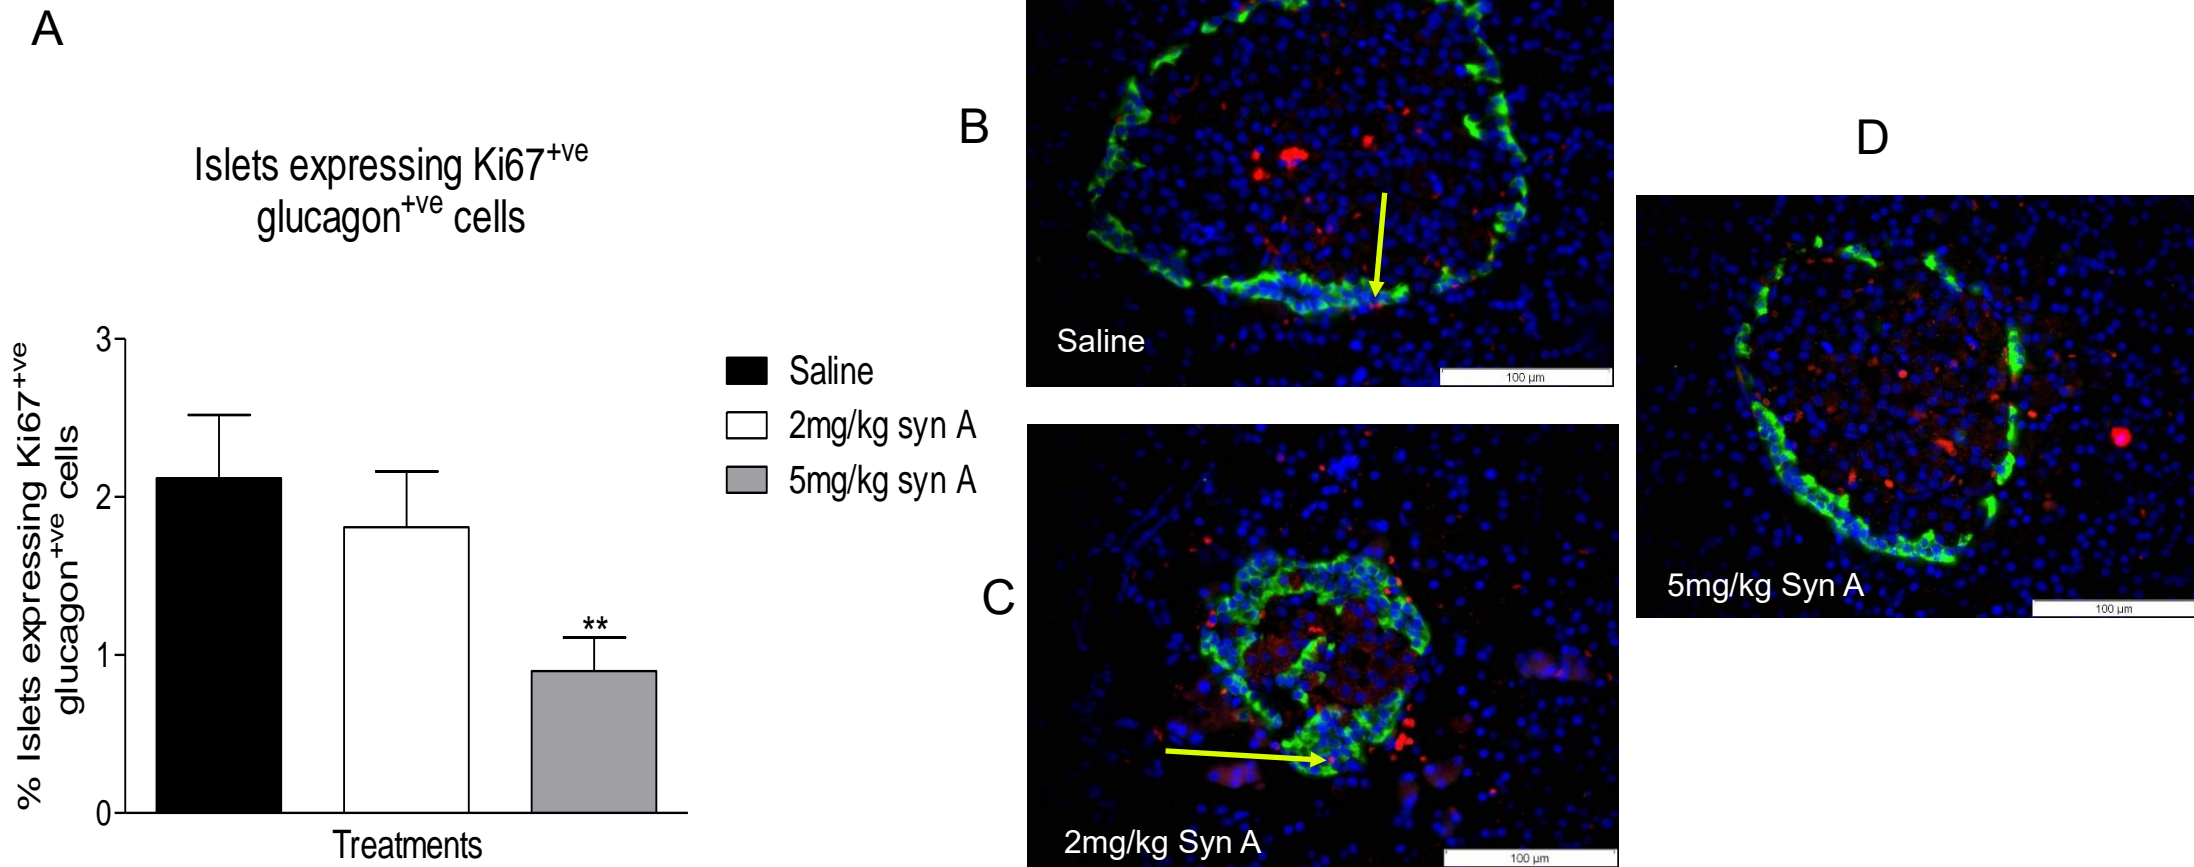 A
Islets expressing Ki67+ve
glucagon+ve cells
% Islets expressing Ki67+ve
glucagon+ve cells
3
2
1
0
**
Treatments
Saline
2mg/kg syn A
5mg/kg syn A
B
Saline
100 µm
C
2mg/kg Syn A
100 µm
D
5mg/kg Syn A
100 µm